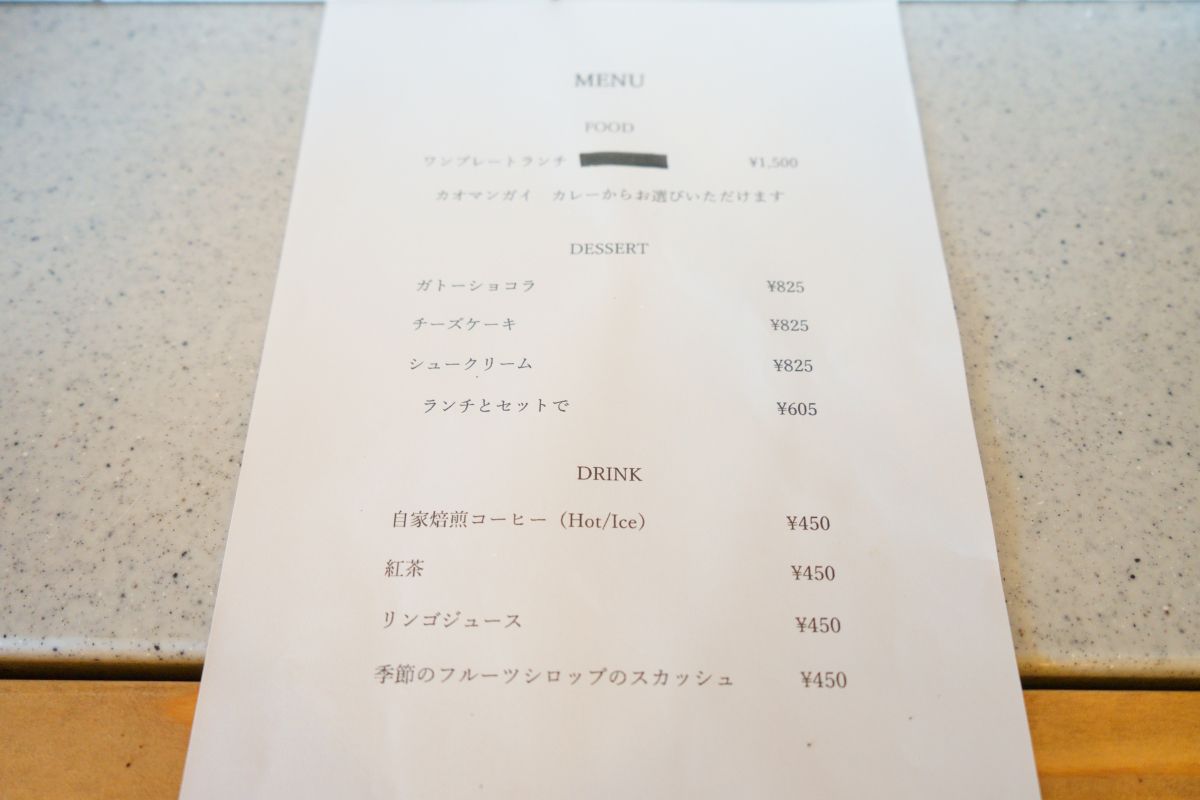 MENU
FOOD
ワンプレートランチ ¥1,500
カオマンガイ カレーからお選びいただけます
DESSERT
ガトーショコラ ¥825
チーズケーキ ¥825
シュークリーム ¥825
ランチとセットで ¥605
DRINK
自家焙煎コーヒー（Hot/Ice） ¥450
紅茶 ¥450
リンゴジュース ¥450
季節のフルーツシロップのスカッシュ ¥450